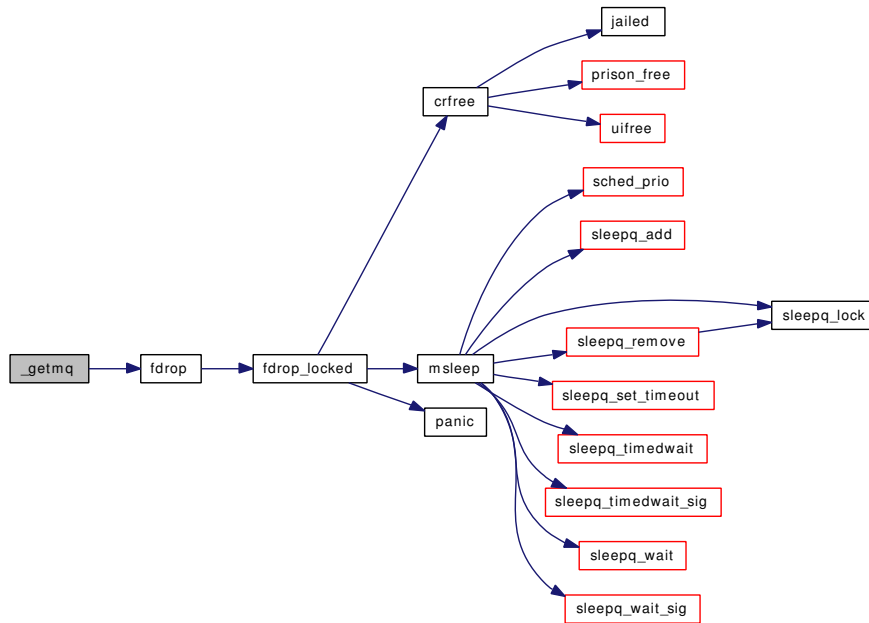 jailed
prison_free
crfree
uifree
sched_prio
sleepq_add
sleepq_lock
sleepq_remove
_getmq
fdrop
fdrop_locked
msleep
sleepq_set_timeout
panic
sleepq_timedwait
sleepq_timedwait_sig
sleepq_wait
sleepq_wait_sig